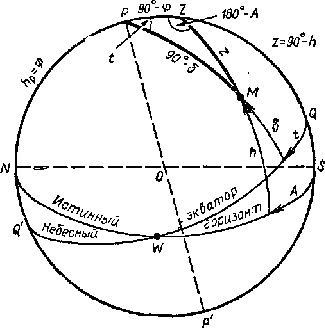 P 90°-φ Z 180°-A
t
z
z=90°-h
90°-δ
hp=φ
M
Q
δ
t
h
N
O
S
A
Истинный
экватор
Небесный
горизонт
Q'
W
P'